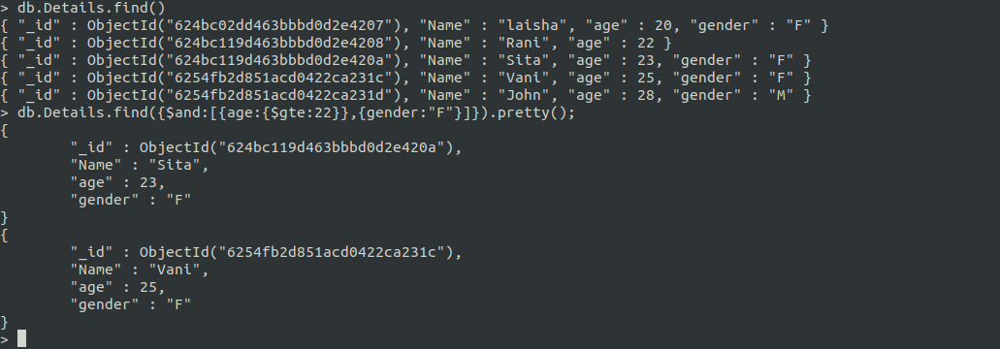 > db.Details.find()
{ "_id" : ObjectId("624bc02dd463bbbd0d2e4207"), "Name" : "laisha", "age" : 20, "gender" : "F" }
{ "_id" : ObjectId("624bc119d463bbbd0d2e4208"), "Name" : "Rani", "age" : 22 }
{ "_id" : ObjectId("624bc119d463bbbd0d2e420a"), "Name" : "Sita", "age" : 23, "gender" : "F" }
{ "_id" : ObjectId("6254fb2d851acd0422ca231c"), "Name" : "Vani", "age" : 25, "gender" : "F" }
{ "_id" : ObjectId("6254fb2d851acd0422ca231d"), "Name" : "John", "age" : 28, "gender" : "M" }
> db.Details.find({$and:[{age:{$gte:22}},{gender:"F"}]}).pretty();
{
        "_id" : ObjectId("624bc119d463bbbd0d2e420a"),
        "Name" : "Sita",
        "age" : 23,
        "gender" : "F"
}
{
        "_id" : ObjectId("6254fb2d851acd0422ca231c"),
        "Name" : "Vani",
        "age" : 25,
        "gender" : "F"
}
>